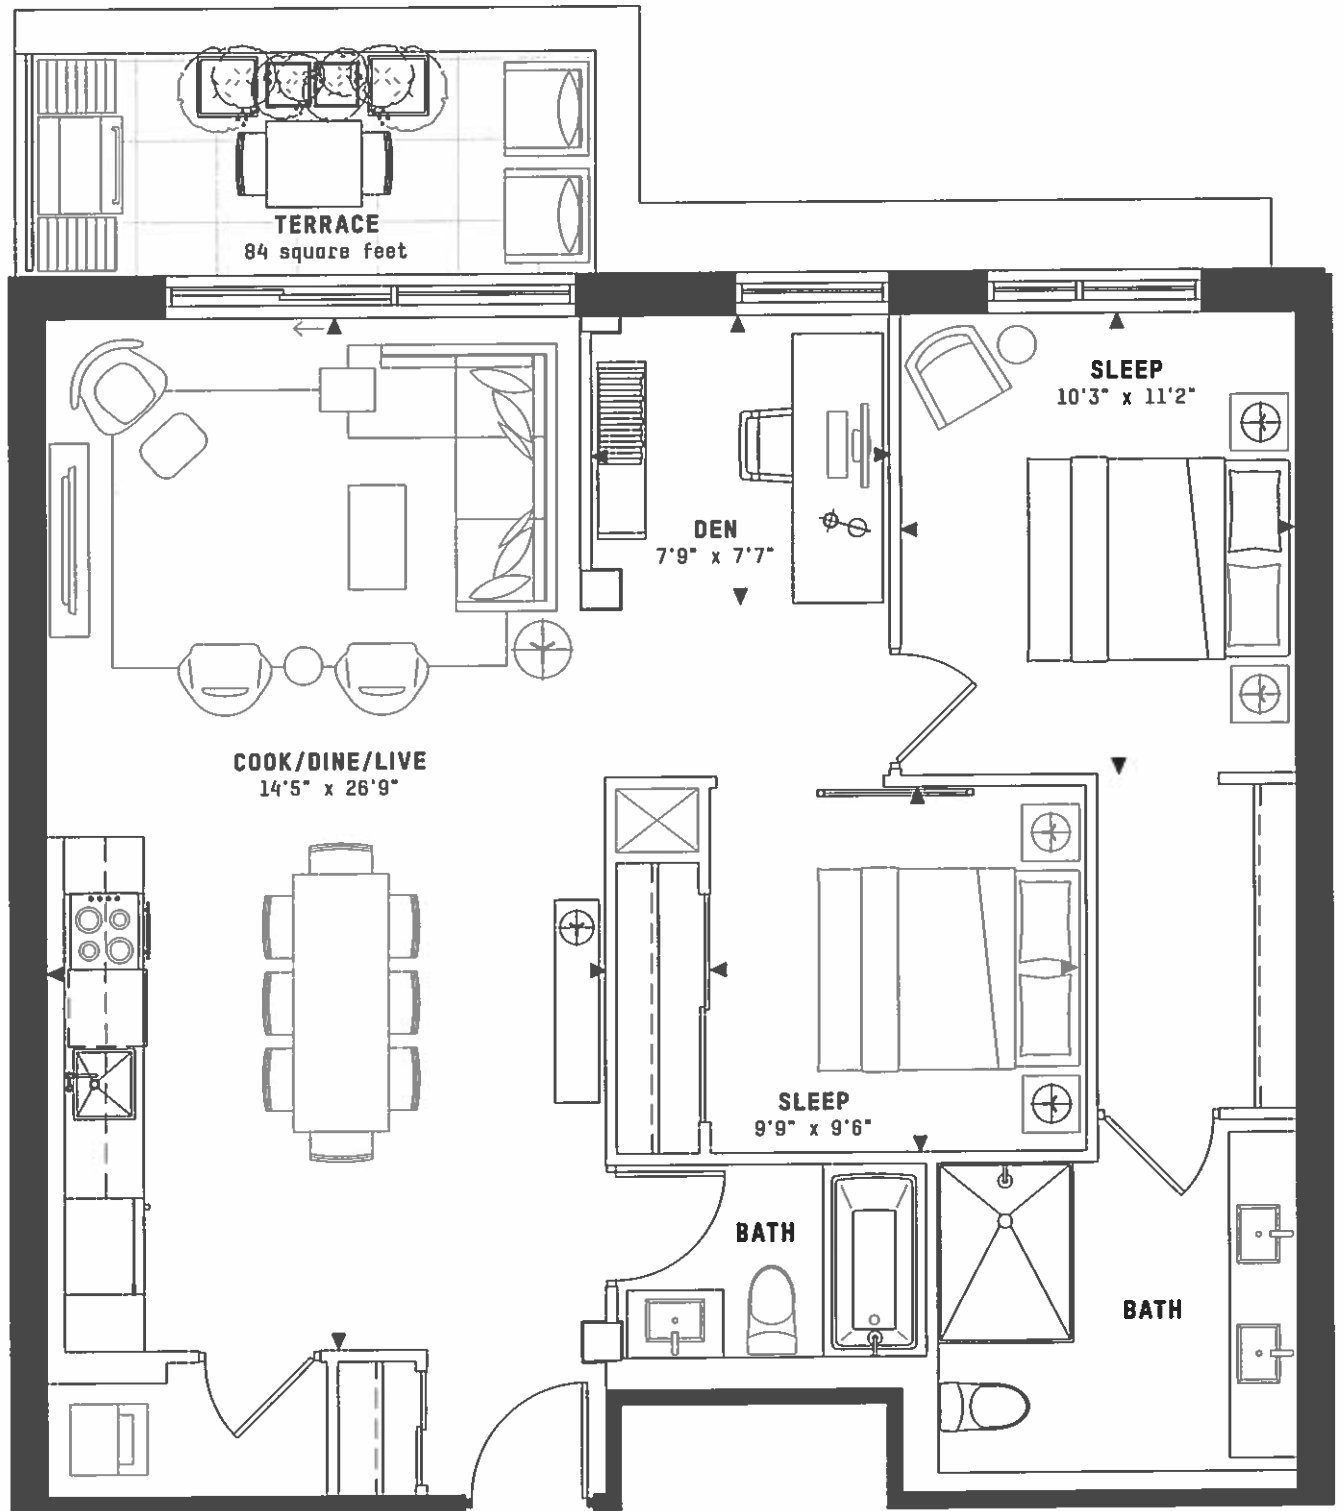 TERRACE
84 square feet
SLEEP
10'3" x 11'2"
DEN
7'9" x 7'7"
COOK/DINE/LIVE
14'5" x 26'9"
SLEEP
9'9" x 9'6"
BATH
BATH